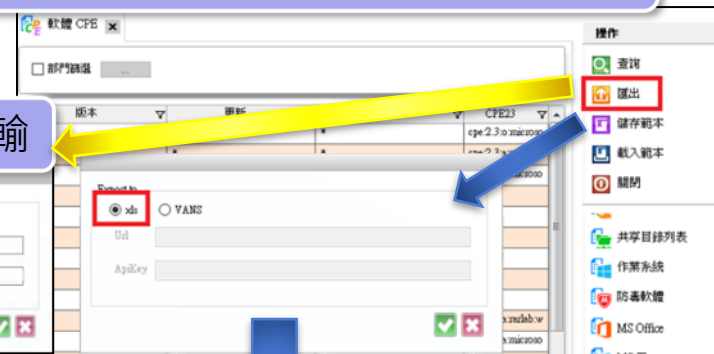 軟體 CPE
部門篩選
...
版本
更新
CPE23
輸
*
*
cpe:2.3:o:microso
*
*
Export to
xls
VANS
Url
ApiKey
a:rarlab:w
a:microso
操作
查詢
匯出
儲存範本
載入範本
關閉
共享目錄列表
作業系統
防毒軟體
MS Office